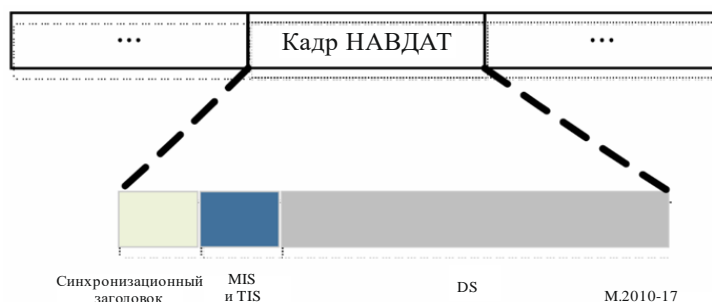 ... Кадр НАВДАТ ...
Синхронизационный заголовок
MIS и TIS
DS
М.2010-17